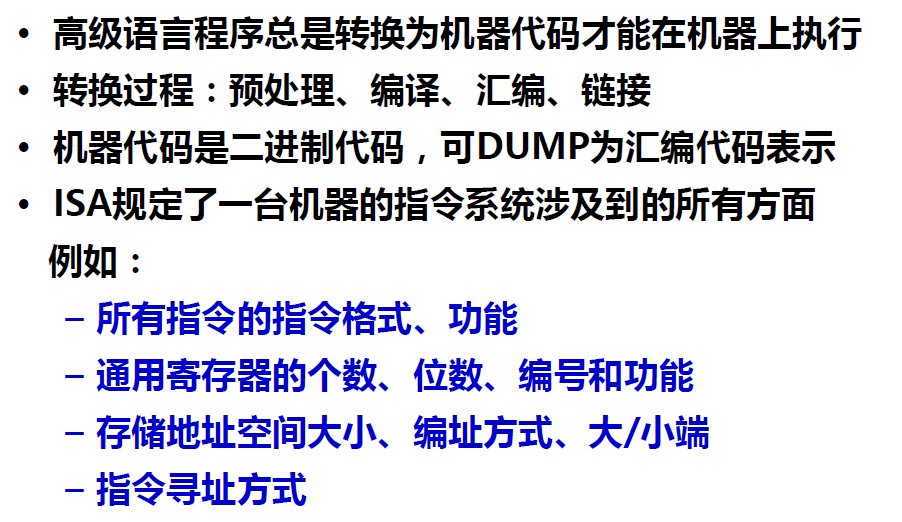 • 高级语言程序总是转换为机器代码才能在机器上执行
• 转换过程：预处理、编译、汇编、链接
• 机器代码是二进制代码，可DUMP为汇编代码表示
• ISA规定了一台机器的指令系统涉及到的所有方面
例如：
– 所有指令的指令格式、功能
– 通用寄存器的个数、位数、编号和功能
– 存储地址空间大小、编址方式、大/小端
– 指令寻址方式